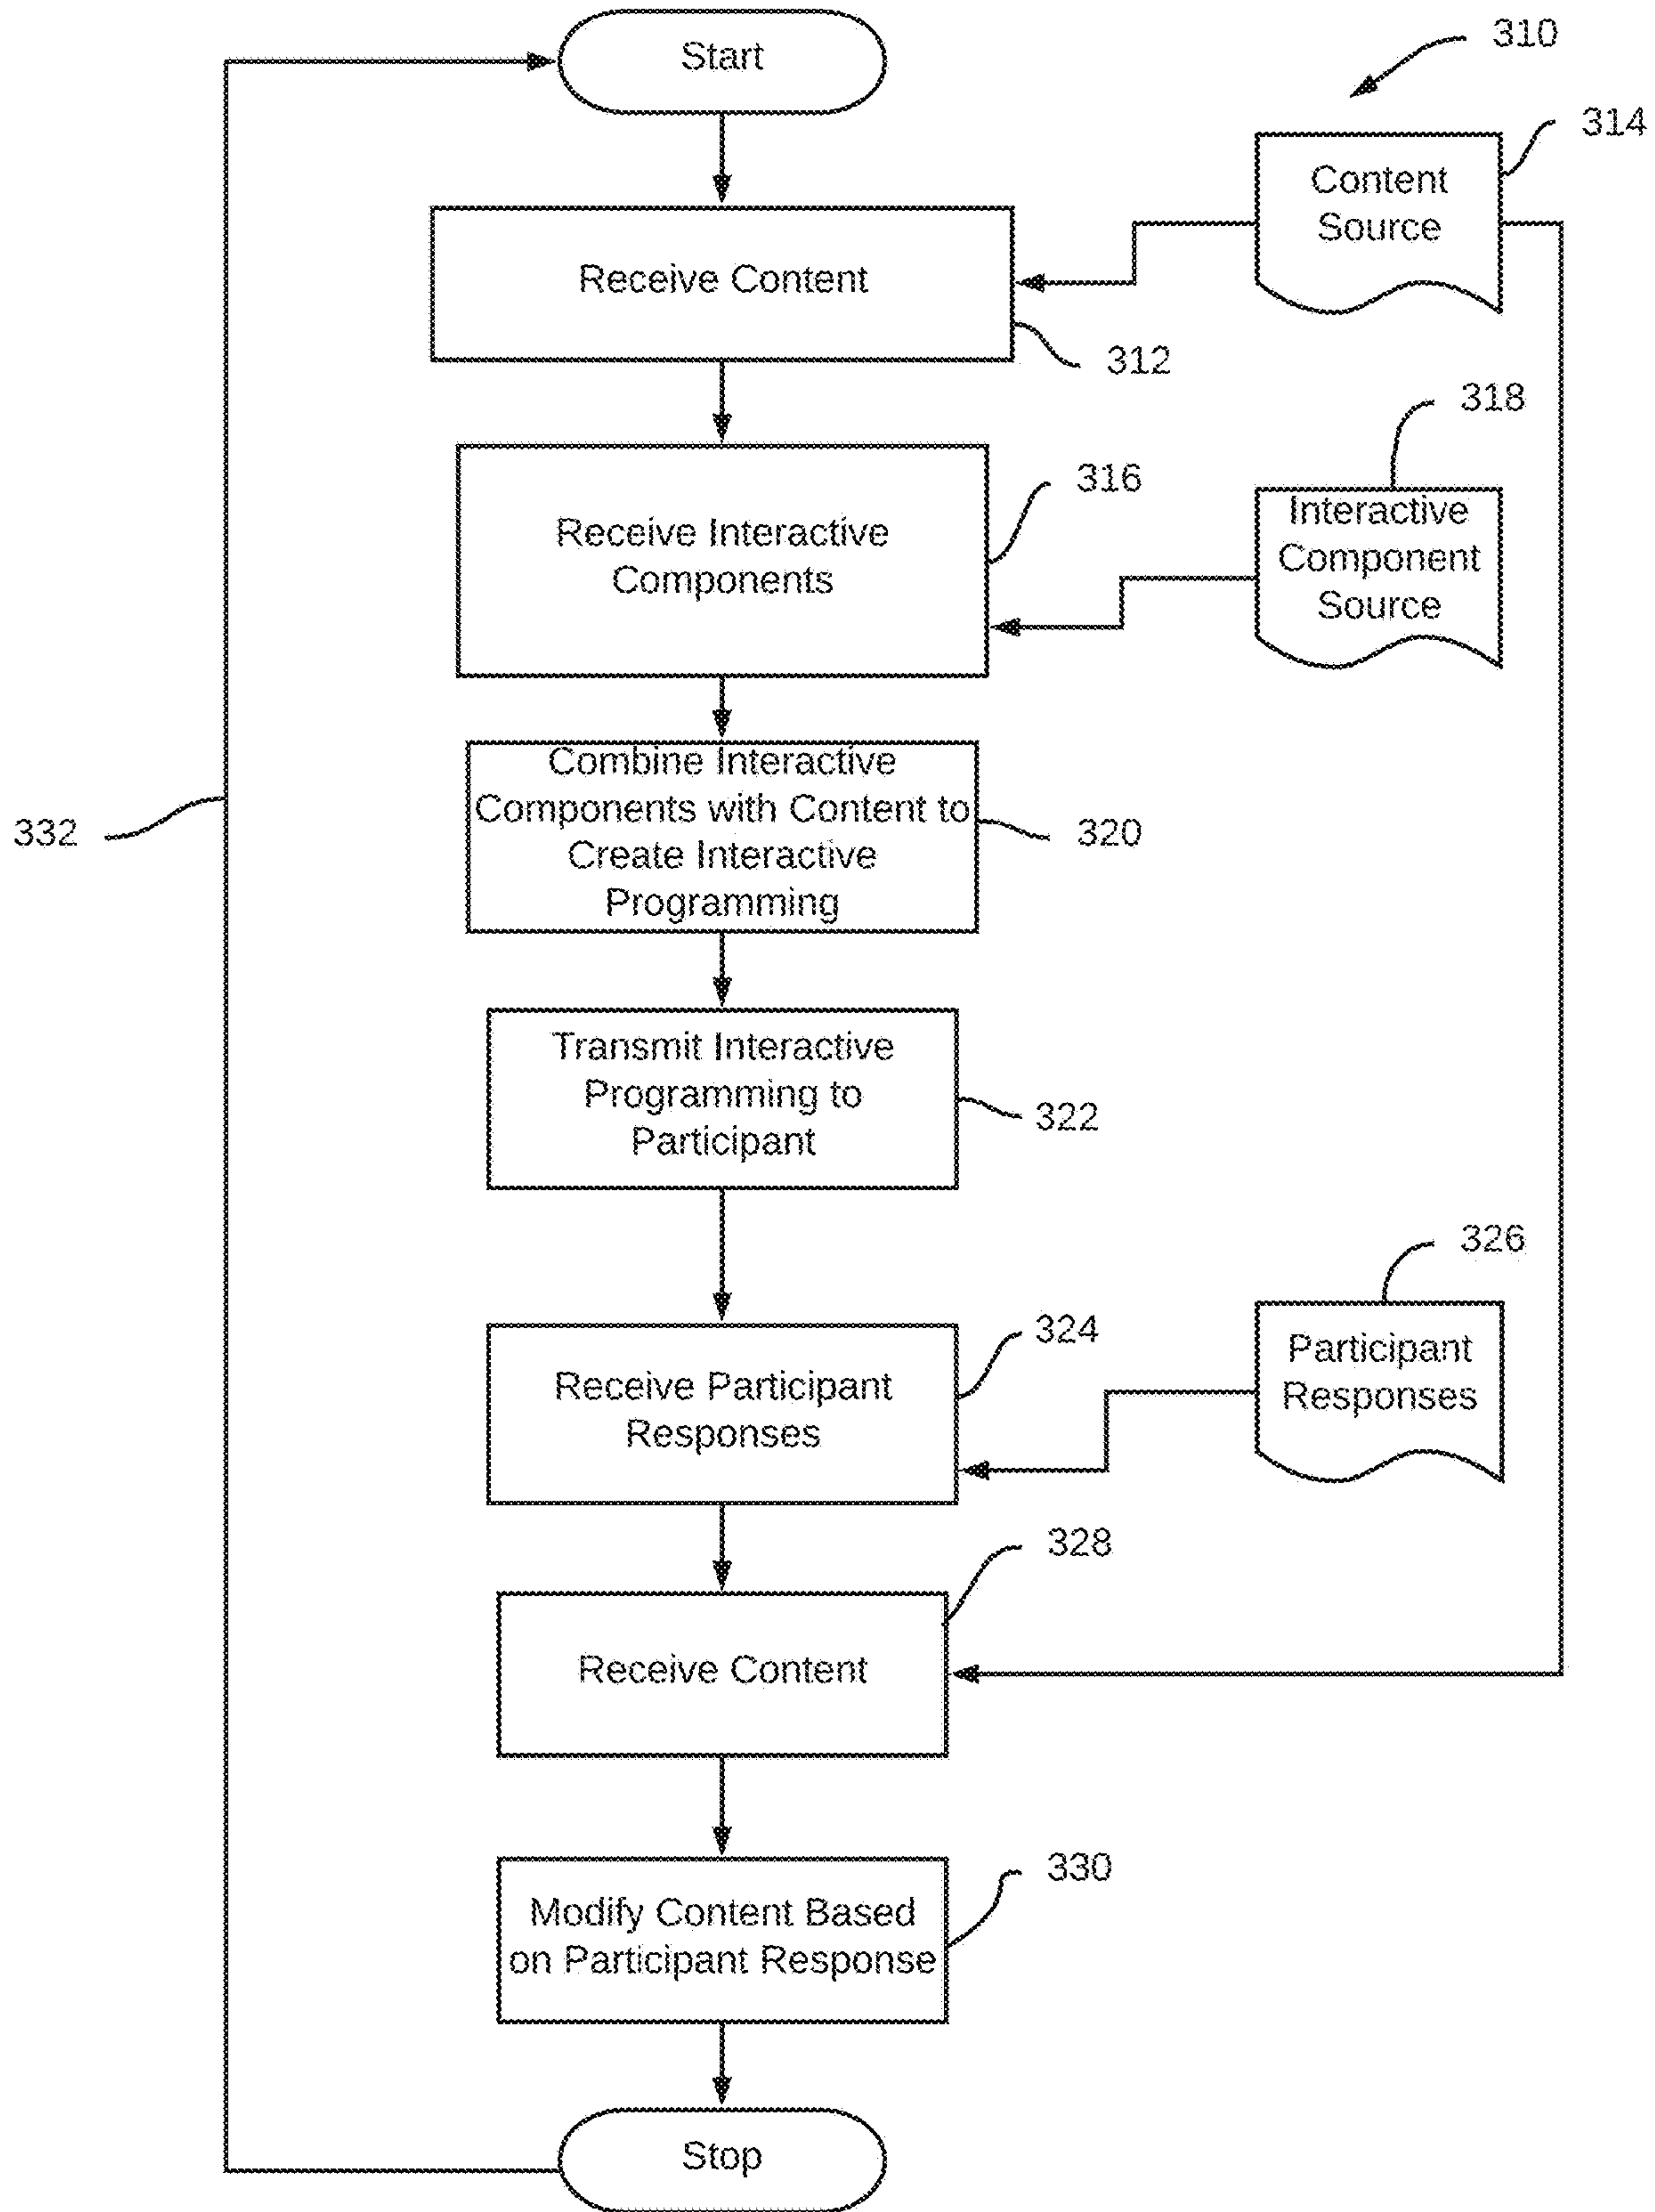 Start
310
314
Content
Source
Receive Content
312
318
316
Interactive
Component
Source
Receive Interactive
Components
Combine Interactive
Components with Content to
Create Interactive
Programming
320
332
Transmit Interactive
Programming to
Participant
322
326
324
Participant
Responses
Receive Participant
Responses
328
Receive Content
330
Modify Content Based
on Participant Response
Stop